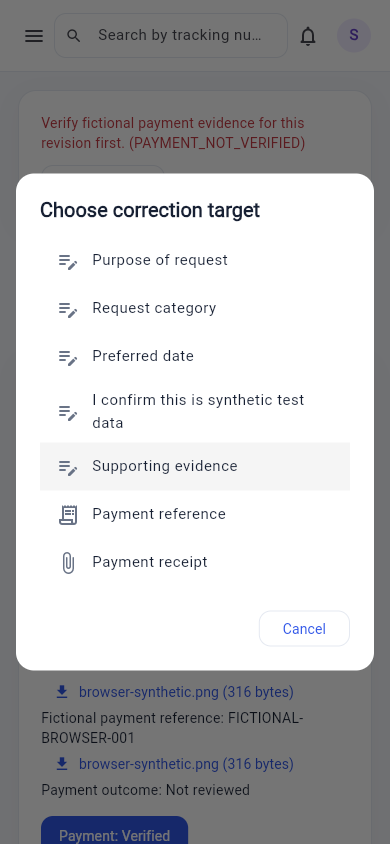 Search by tracking nu...
S
Verify fictional payment evidence for this
revision first. (PAYMENT_NOT_VERIFIED)
Choose correction target
Purpose of request
Request category
Preferred date
I confirm this is synthetic test
data
Supporting evidence
Payment reference
Payment receipt
Cancel
browser-synthetic.png (316 bytes)
Fictional payment reference: FICTIONAL-
BROWSER-001
browser-synthetic.png (316 bytes)
Payment outcome: Not reviewed
Payment: Verified